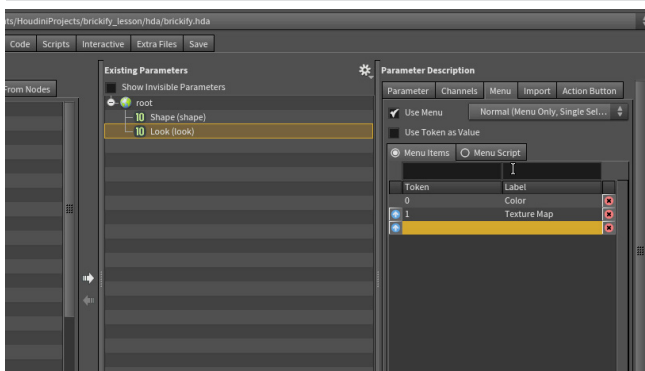 ts/HoudiniProjects/brickify_lesson/hda/brickify.hda
Code Scripts Interactive Extra Files Save
From Nodes
Existing Parameters
Show Invisible Parameters
root
Shape (shape)
Look (look)
Parameter Description
Parameter Channels Menu Import Action Button
Use Menu Normal (Menu Only, Single Sel...
Use Token as Value
Menu Items Menu Script
Token Label
0 Color
1 Texture Map